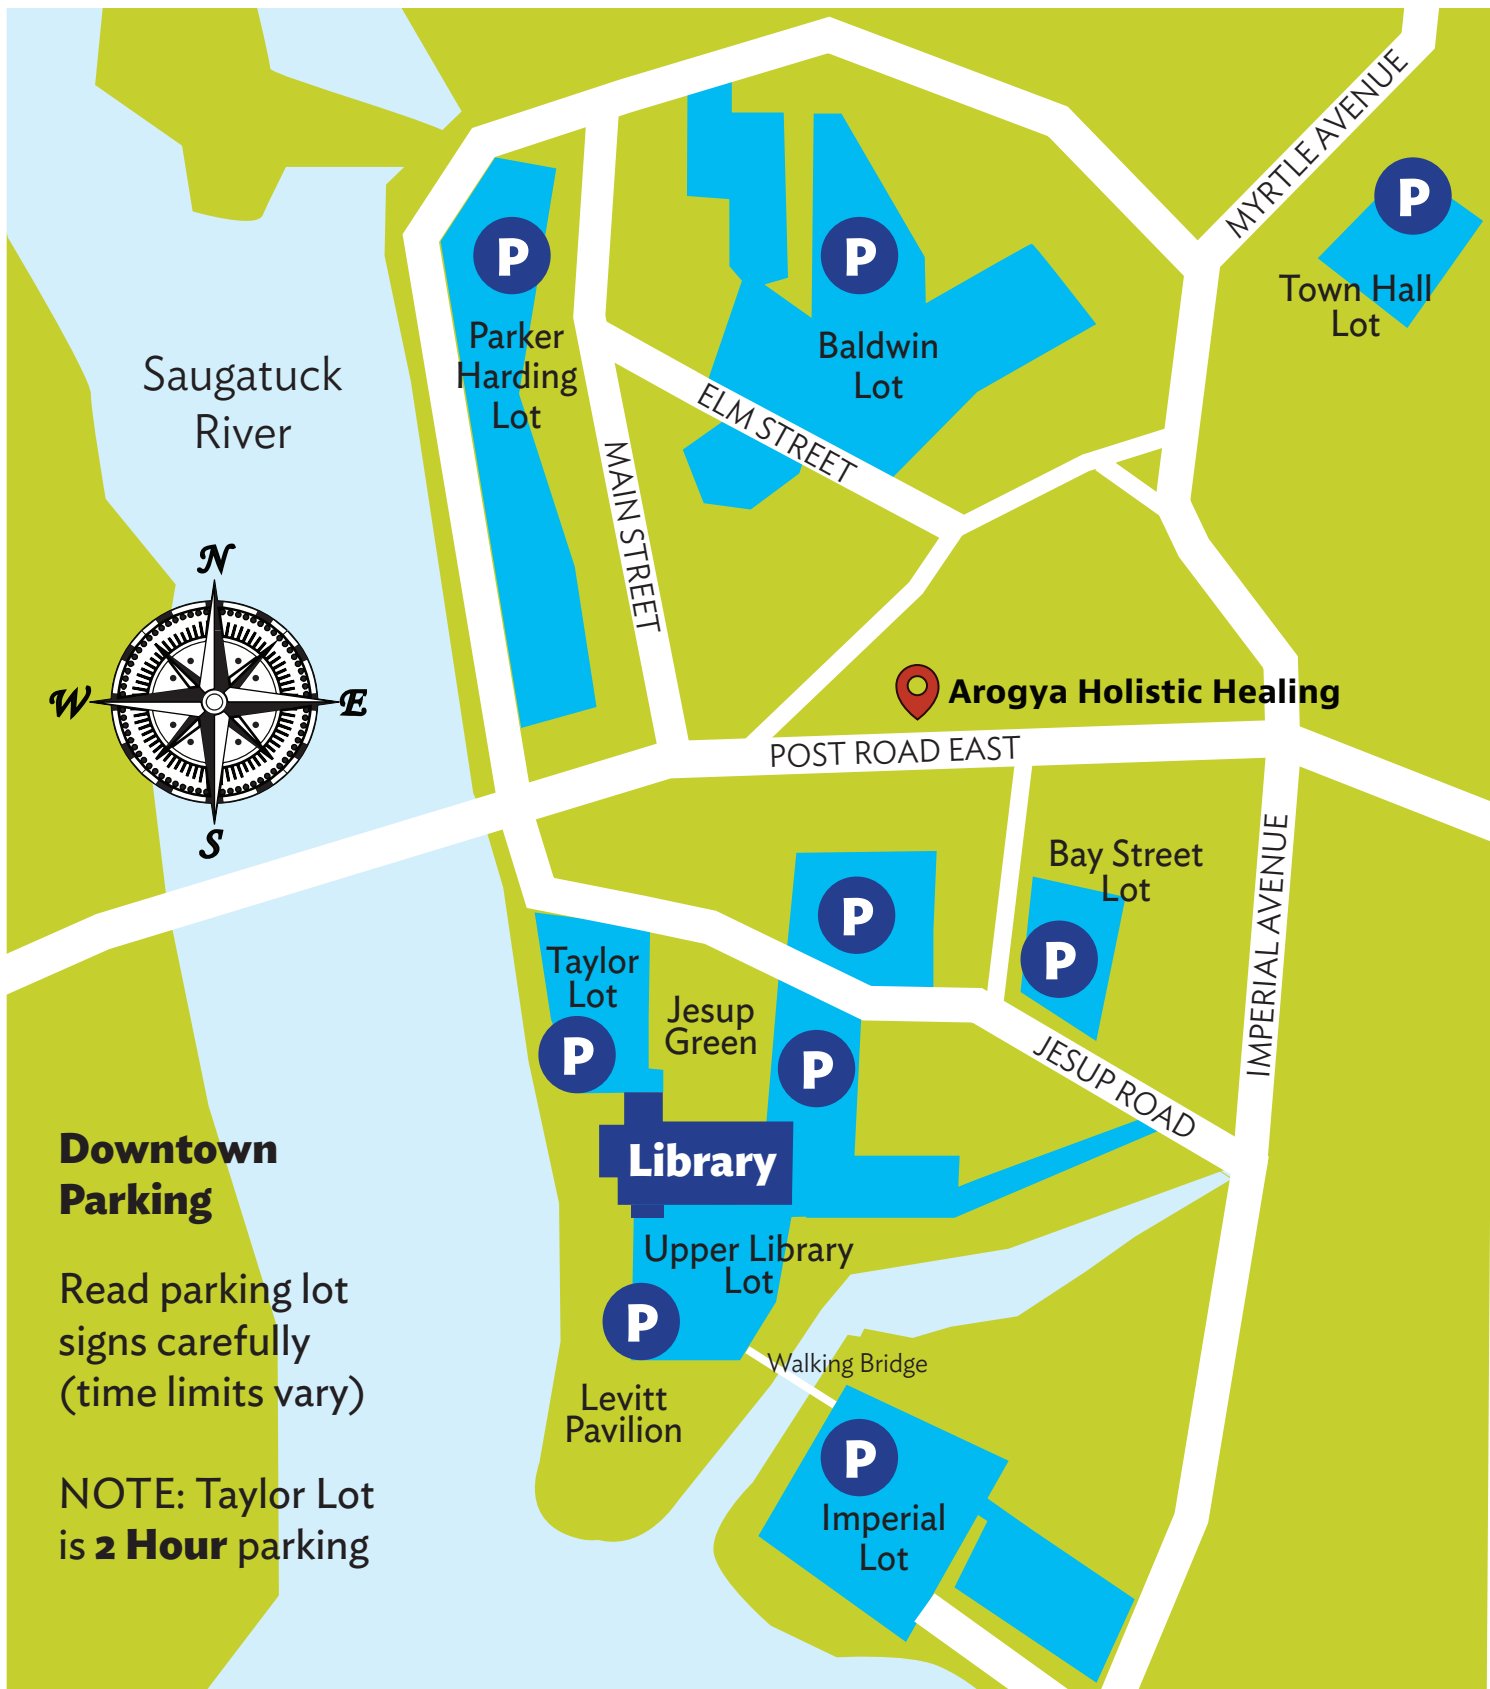 MYRTLE AVENUE
P
Town Hall
Lot
P
Parker
Harding
Lot
P
Baldwin
Lot
Saugatuck
River
ELM STREET
MAIN STREET
N
W
E
S
Arogya Holistic Healing
POST ROAD EAST
IMPERIAL AVENUE
Bay Street
Lot
P
P
Taylor
Lot
P
Jesup
Green
P
JESUP ROAD
Library
Upper Library
Lot
P
Walking Bridge
Levitt
Pavilion
P
Imperial
Lot
Downtown
Parking
Read parking lot
signs carefully
(time limits vary)
NOTE: Taylor Lot
is 2 Hour parking